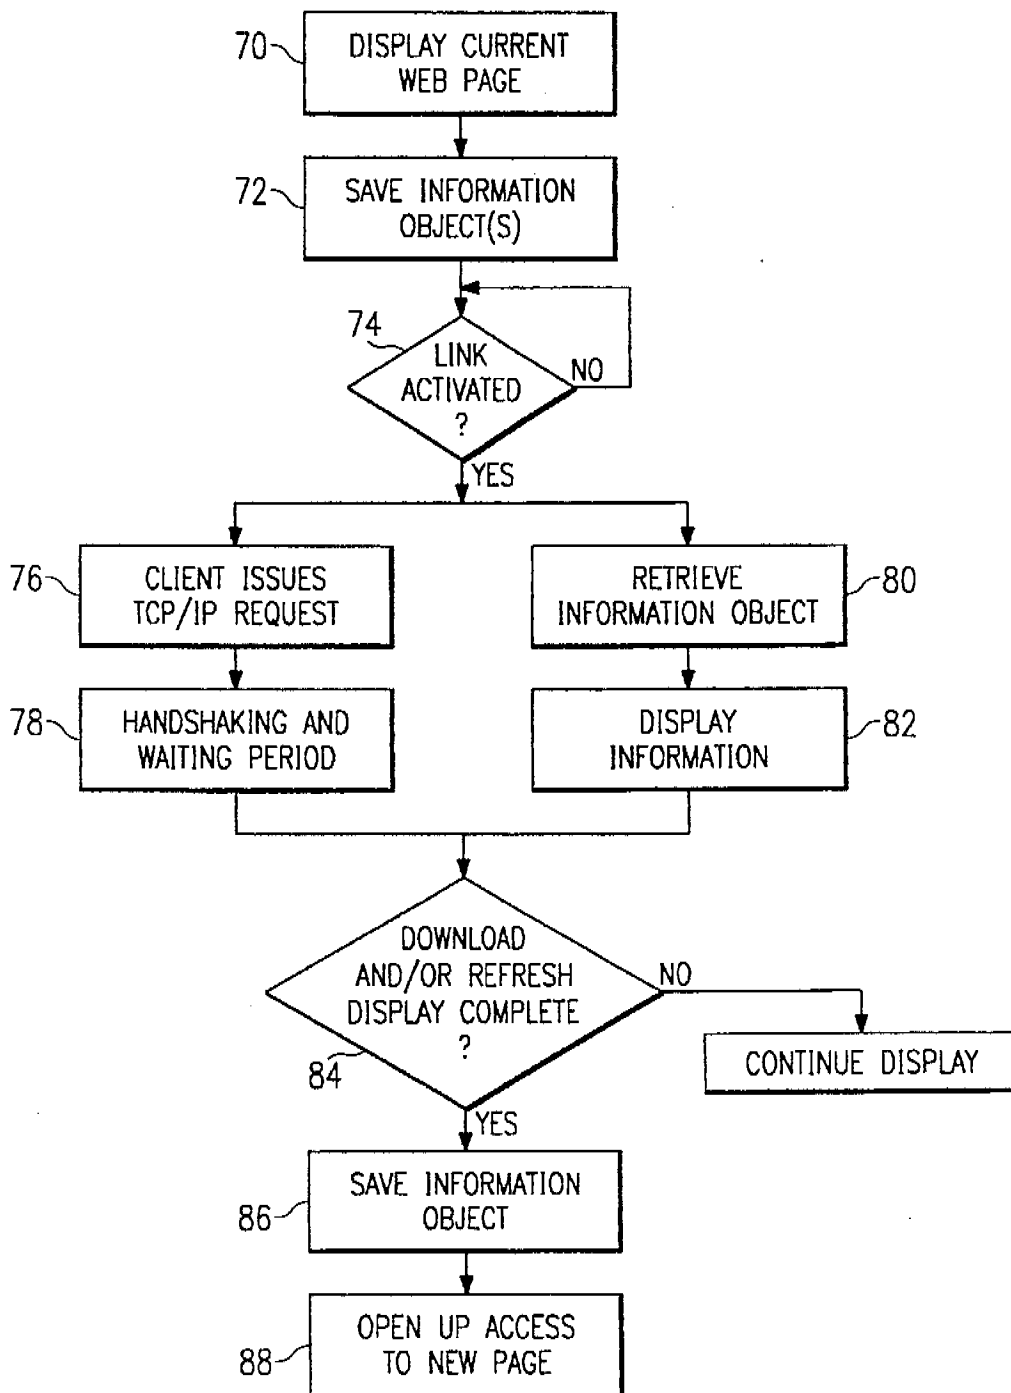 70
DISPLAY CURRENT
WEB PAGE
72
SAVE INFORMATION
OBJECT(S)
74
LINK
ACTIVATED
?
NO
YES
76
CLIENT ISSUES
TCP/IP REQUEST
RETRIEVE
INFORMATION OBJECT
80
78
HANDSHAKING AND
WAITING PERIOD
DISPLAY
INFORMATION
82
DOWNLOAD
AND/OR REFRESH
DISPLAY COMPLETE
?
84
NO
CONTINUE DISPLAY
YES
86
SAVE INFORMATION
OBJECT
88
OPEN UP ACCESS
TO NEW PAGE